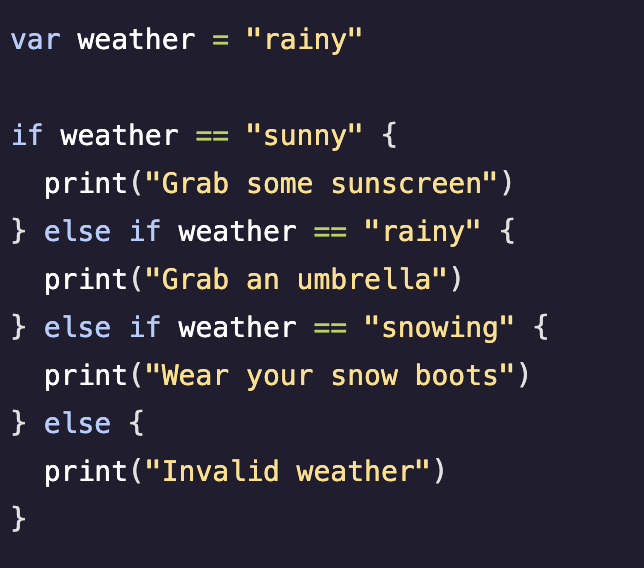 var weather = "rainy"

if weather == "sunny" {
  print("Grab some sunscreen")
} else if weather == "rainy" {
  print("Grab an umbrella")
} else if weather == "snowing" {
  print("Wear your snow boots")
} else {
  print("Invalid weather")
}